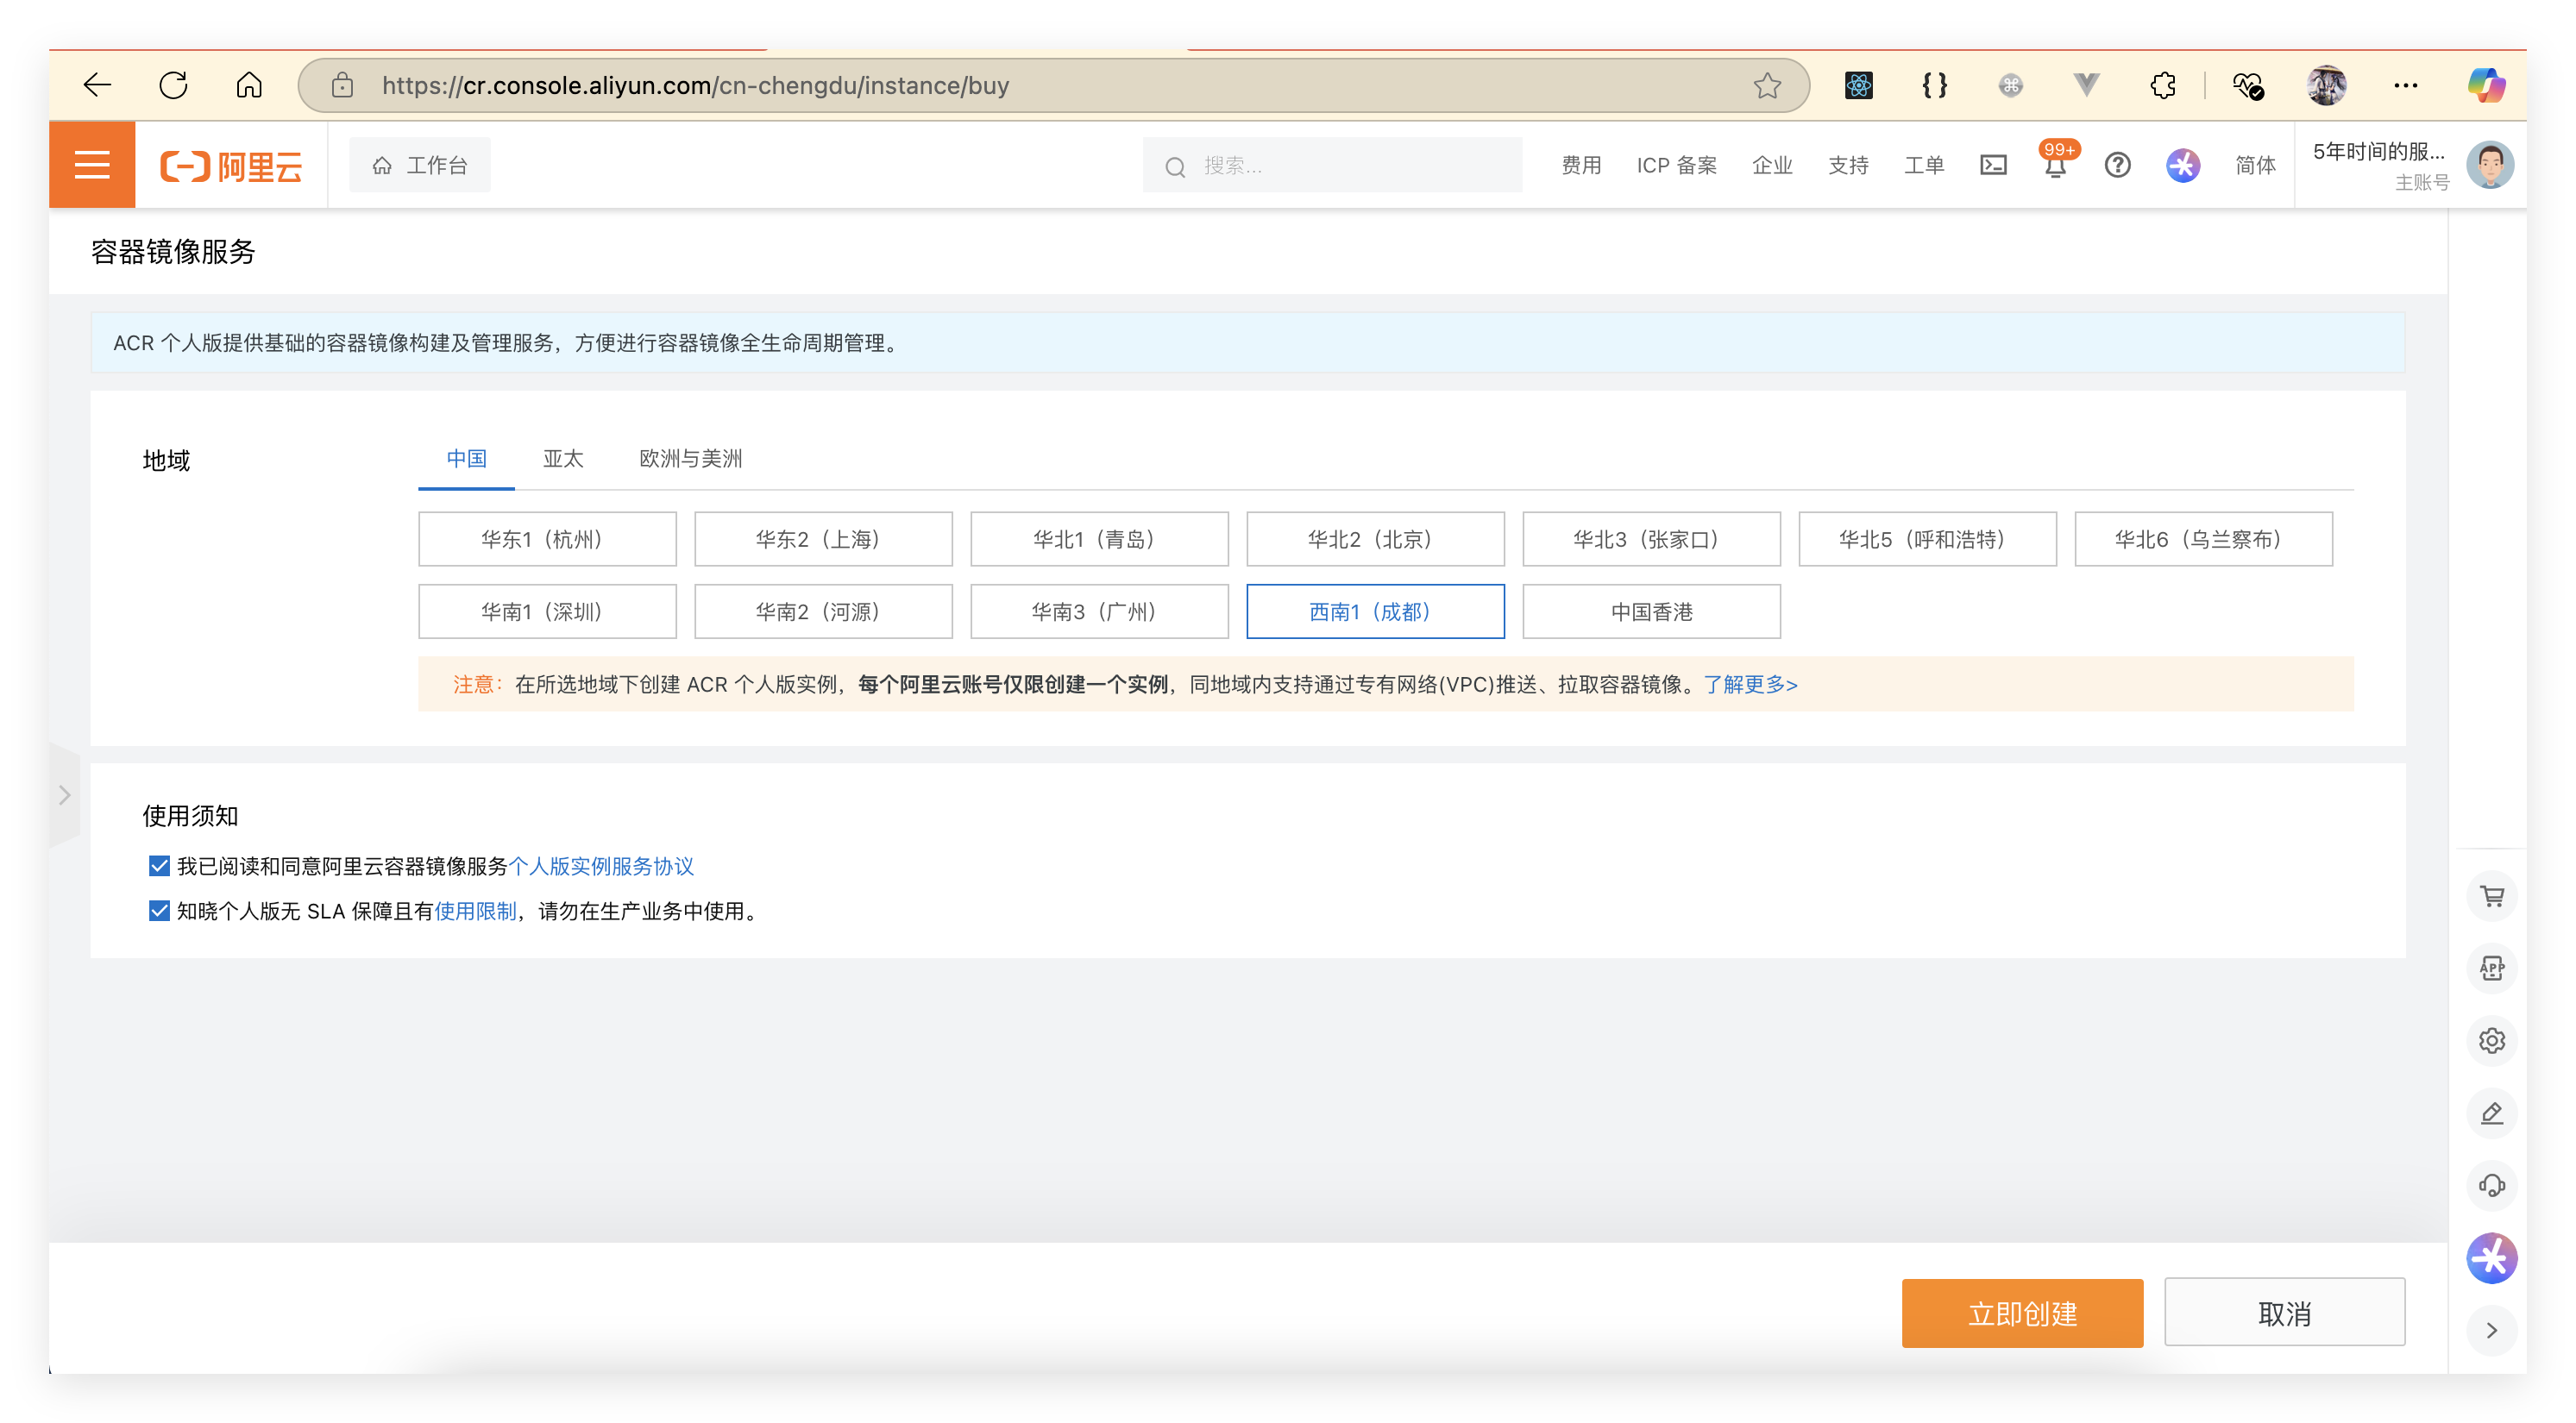 https://cr.console.aliyun.com/cn-chengdu/instance/buy
阿里云
工作台
搜索...
费用
ICP 备案
企业
支持
工单
99+
简体
5年时间的服...
主账号
容器镜像服务
ACR 个人版提供基础的容器镜像构建及管理服务，方便进行容器镜像全生命周期管理。
地域
中国
亚太
欧洲与美洲
华东1（杭州）
华东2（上海）
华北1（青岛）
华北2（北京）
华北3（张家口）
华北5（呼和浩特）
华北6（乌兰察布）
华南1（深圳）
华南2（河源）
华南3（广州）
西南1（成都）
中国香港
注意：在所选地域下创建 ACR 个人版实例，每个阿里云账号仅限创建一个实例，同地域内支持通过专有网络(VPC)推送、拉取容器镜像。了解更多>
使用须知
我已阅读和同意阿里云容器镜像服务个人版实例服务协议
知晓个人版无 SLA 保障且有使用限制，请勿在生产业务中使用。
APP
立即创建
取消